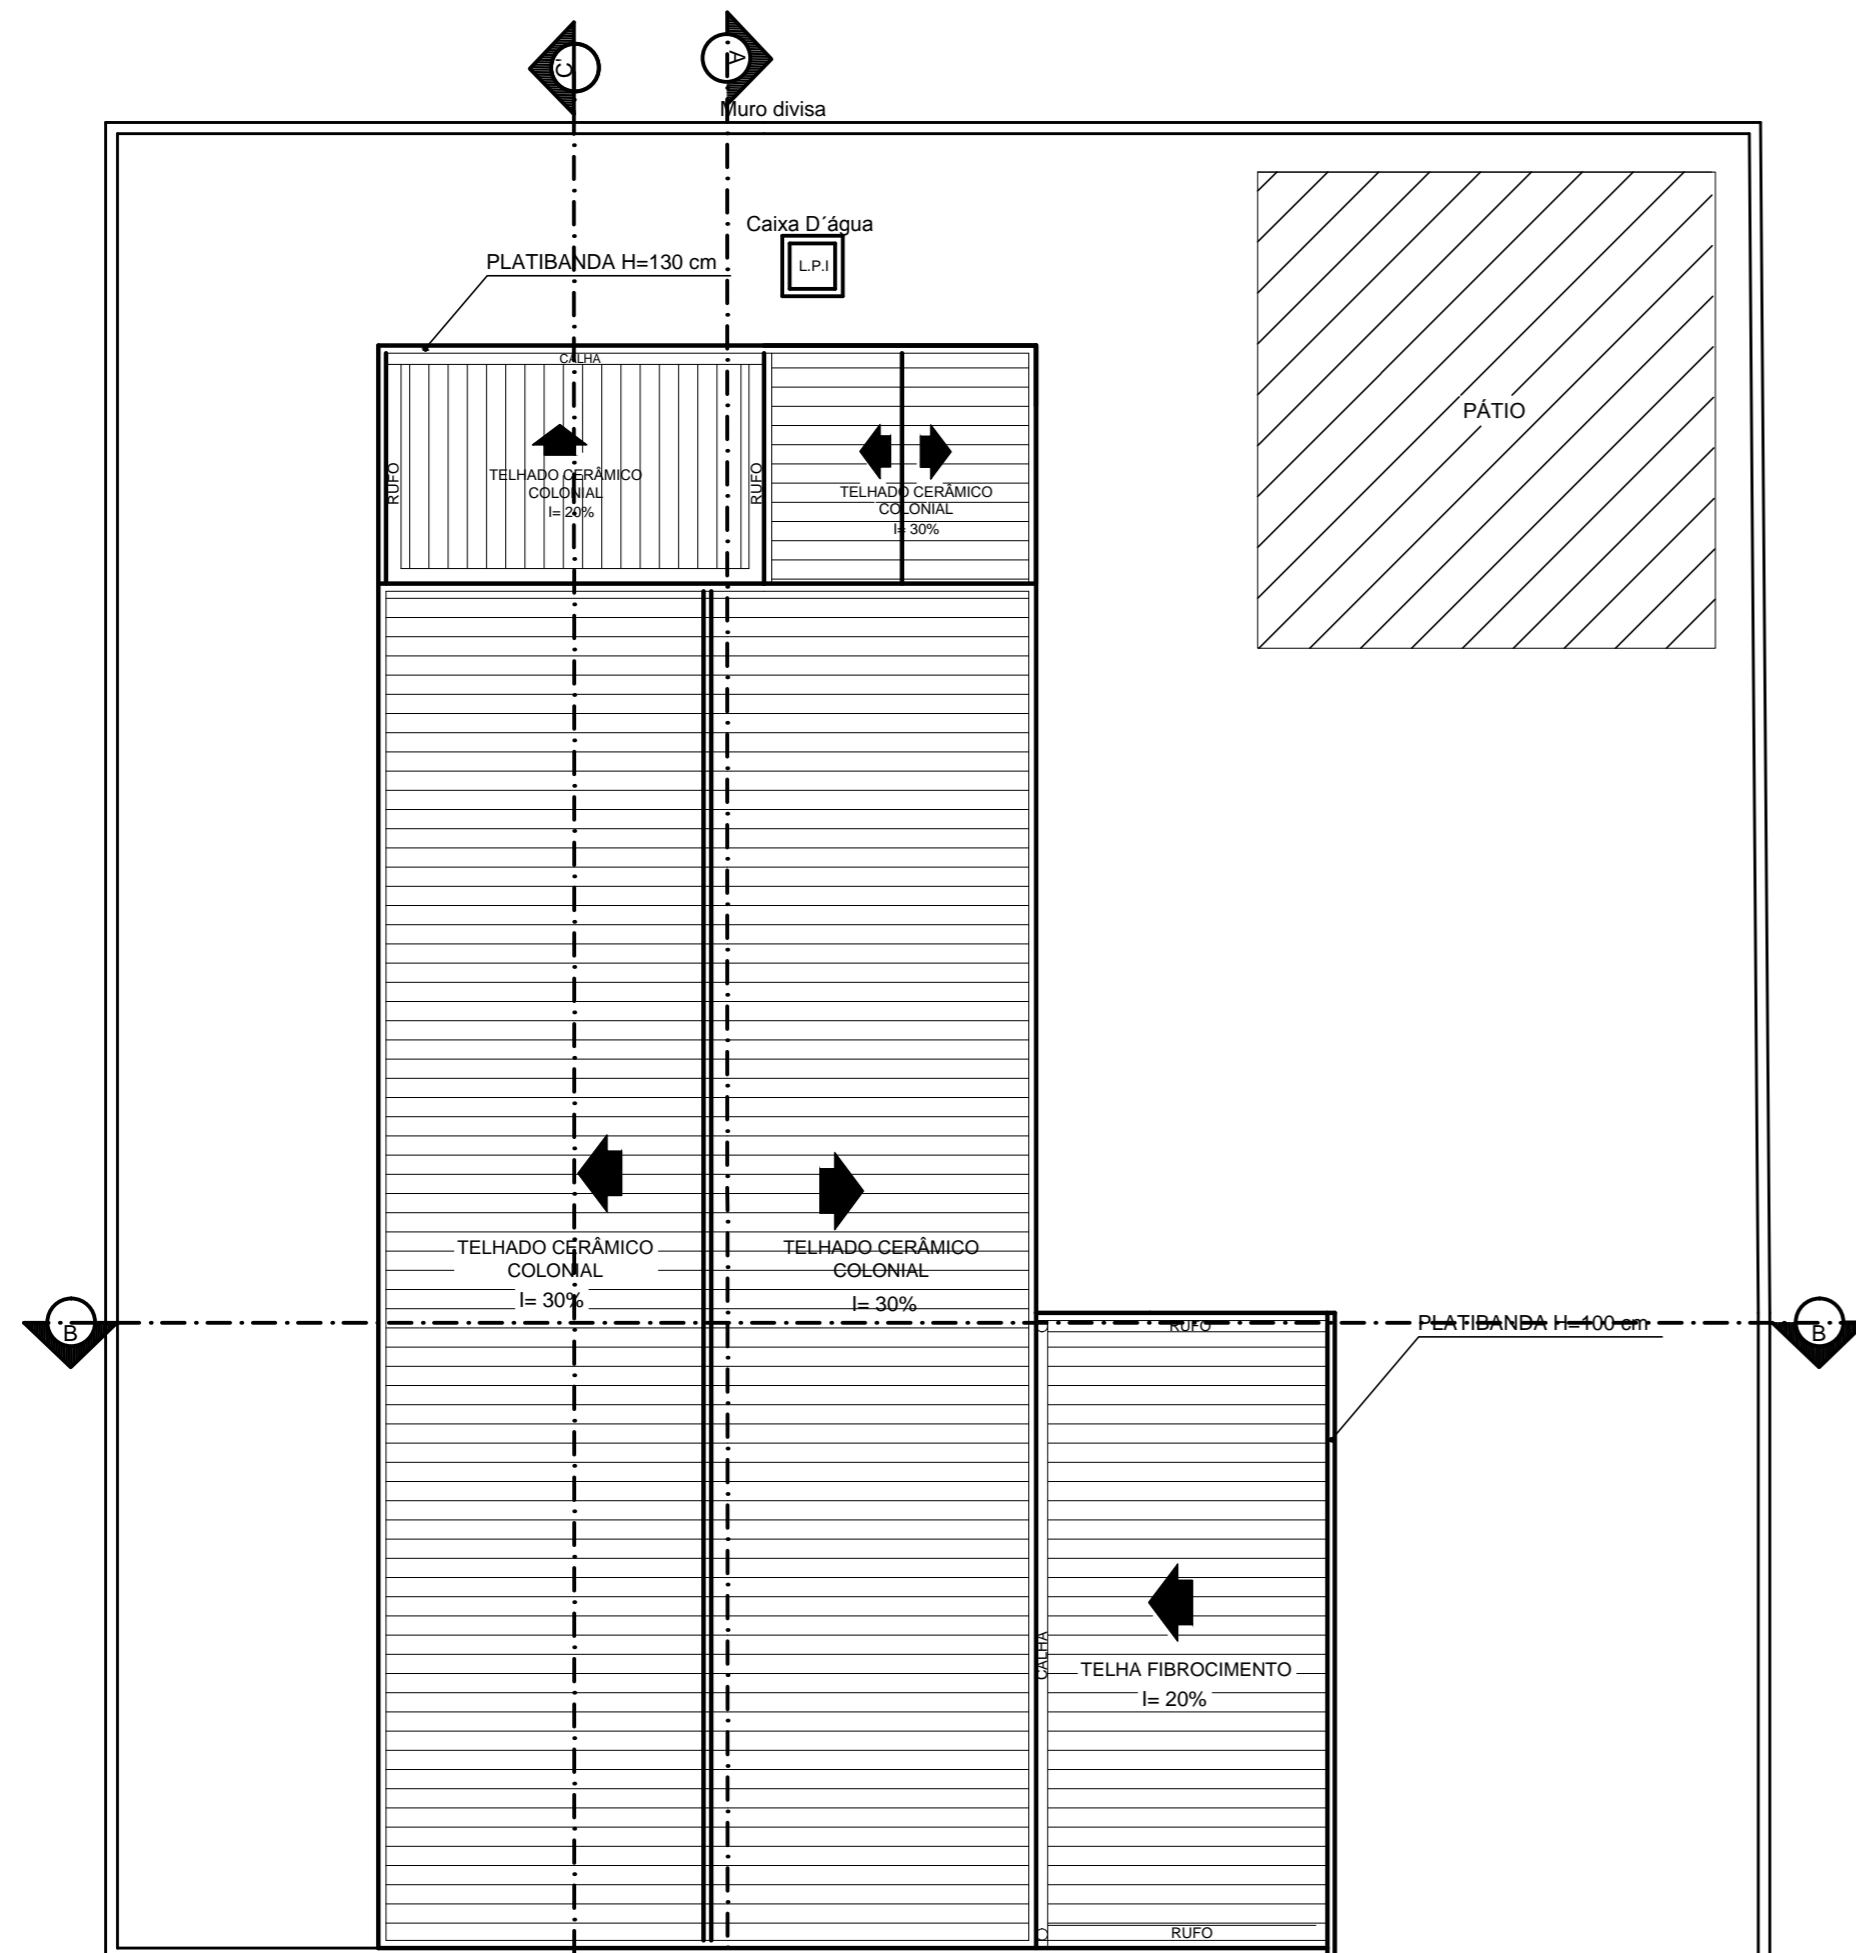 C'
A
Muro divisa
Caixa D´água
L.P.I
PLATIBANDA H=130 cm
CALHA
RUFO
TELHADO CERÂMICO
COLONIAL
I= 20%
RUFO
TELHADO CERÂMICO
COLONIAL
I= 30%
PÁTIO
TELHADO CERÂMICO
COLONIAL
I= 30%
TELHADO CERÂMICO
COLONIAL
I= 30%
B
RUFO
PLATIBANDA H=100 cm
B
CALHA
TELHA FIBROCIMENTO
I= 20%
RUFO